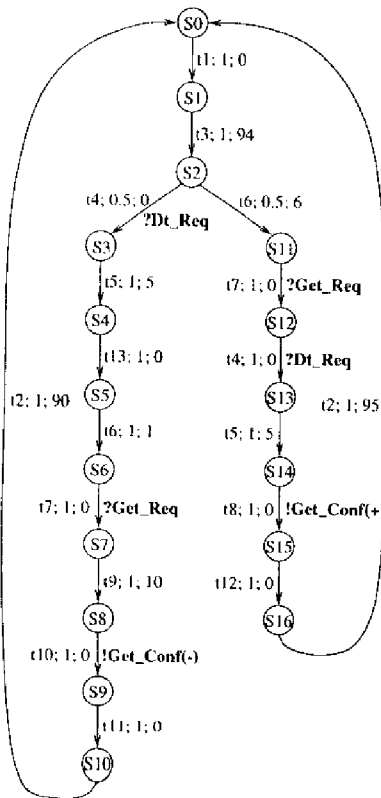 S0
t1; 1; 0
S1
t3; 1; 94
S2
t4; 0.5; 0
t6; 0.5; 6
?Dt_Req
S3
S11
t5; 1; 5
t7; 1; 0 ?Get_Req
S4
S12
t13; 1; 0
t4; 1; 0 ?Dt_Req
S5
S13
t2; 1; 90
t2; 1; 95
t6; 1; 1
t5; 1; 5
S6
S14
t7; 1; 0 ?Get_Req
t8; 1; 0 !Get_Conf(+
S7
S15
t9; 1; 10
t12; 1; 0
S8
S16
t10; 1; 0 !Get_Conf(-)
S9
t11; 1; 0
S10